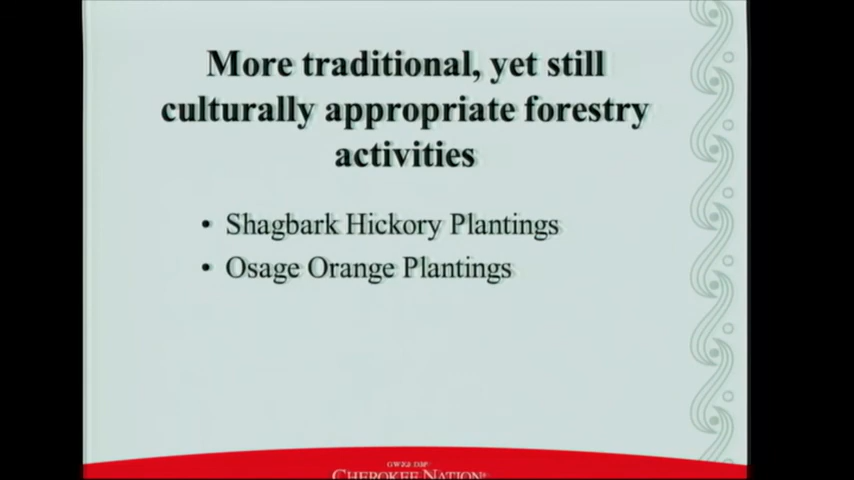 More traditional, yet still
culturally appropriate forestry
activities
• Shagbark Hickory Plantings
• Osage Orange Plantings
CHEROKEE NATION